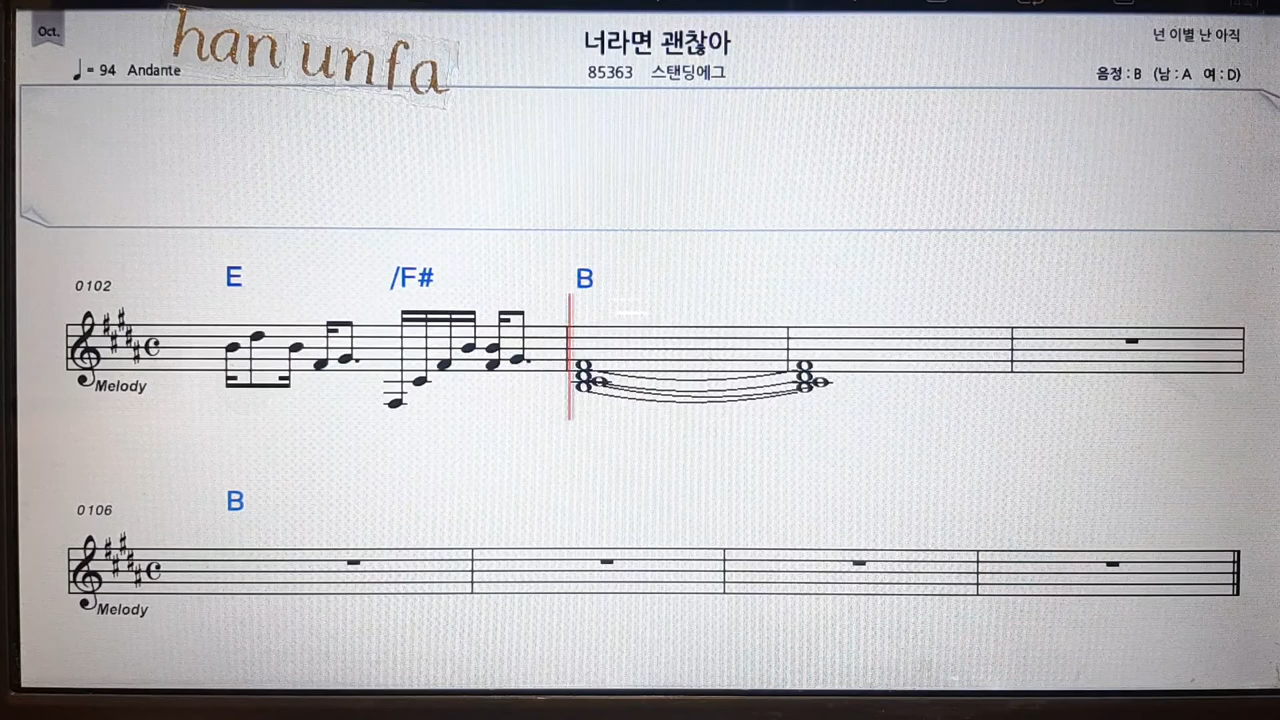 Oct.
han unfa
너라면 괜찮아
넌 이별 난 아직
♩= 94 Andante
85363 스탠딩에그
음정 : B (남 : A 여 : D)
E /F# B
0102
Melody
B
0106
Melody